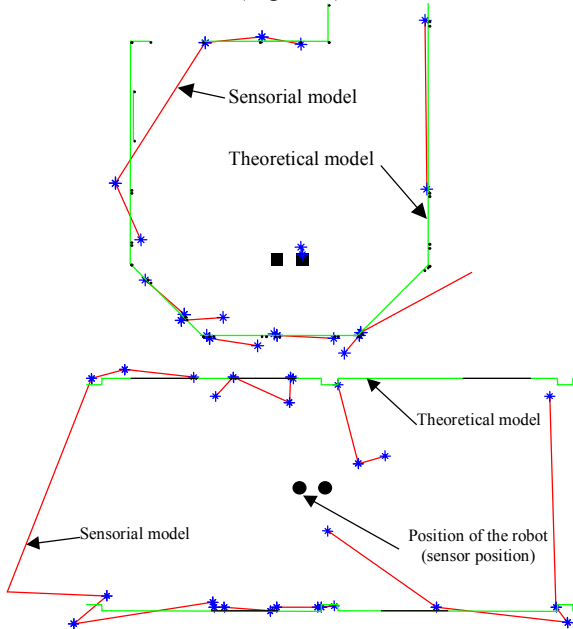 Sensorial model
Theoretical model
Theoretical model
Sensorial model
Position of the robot
(sensor position)